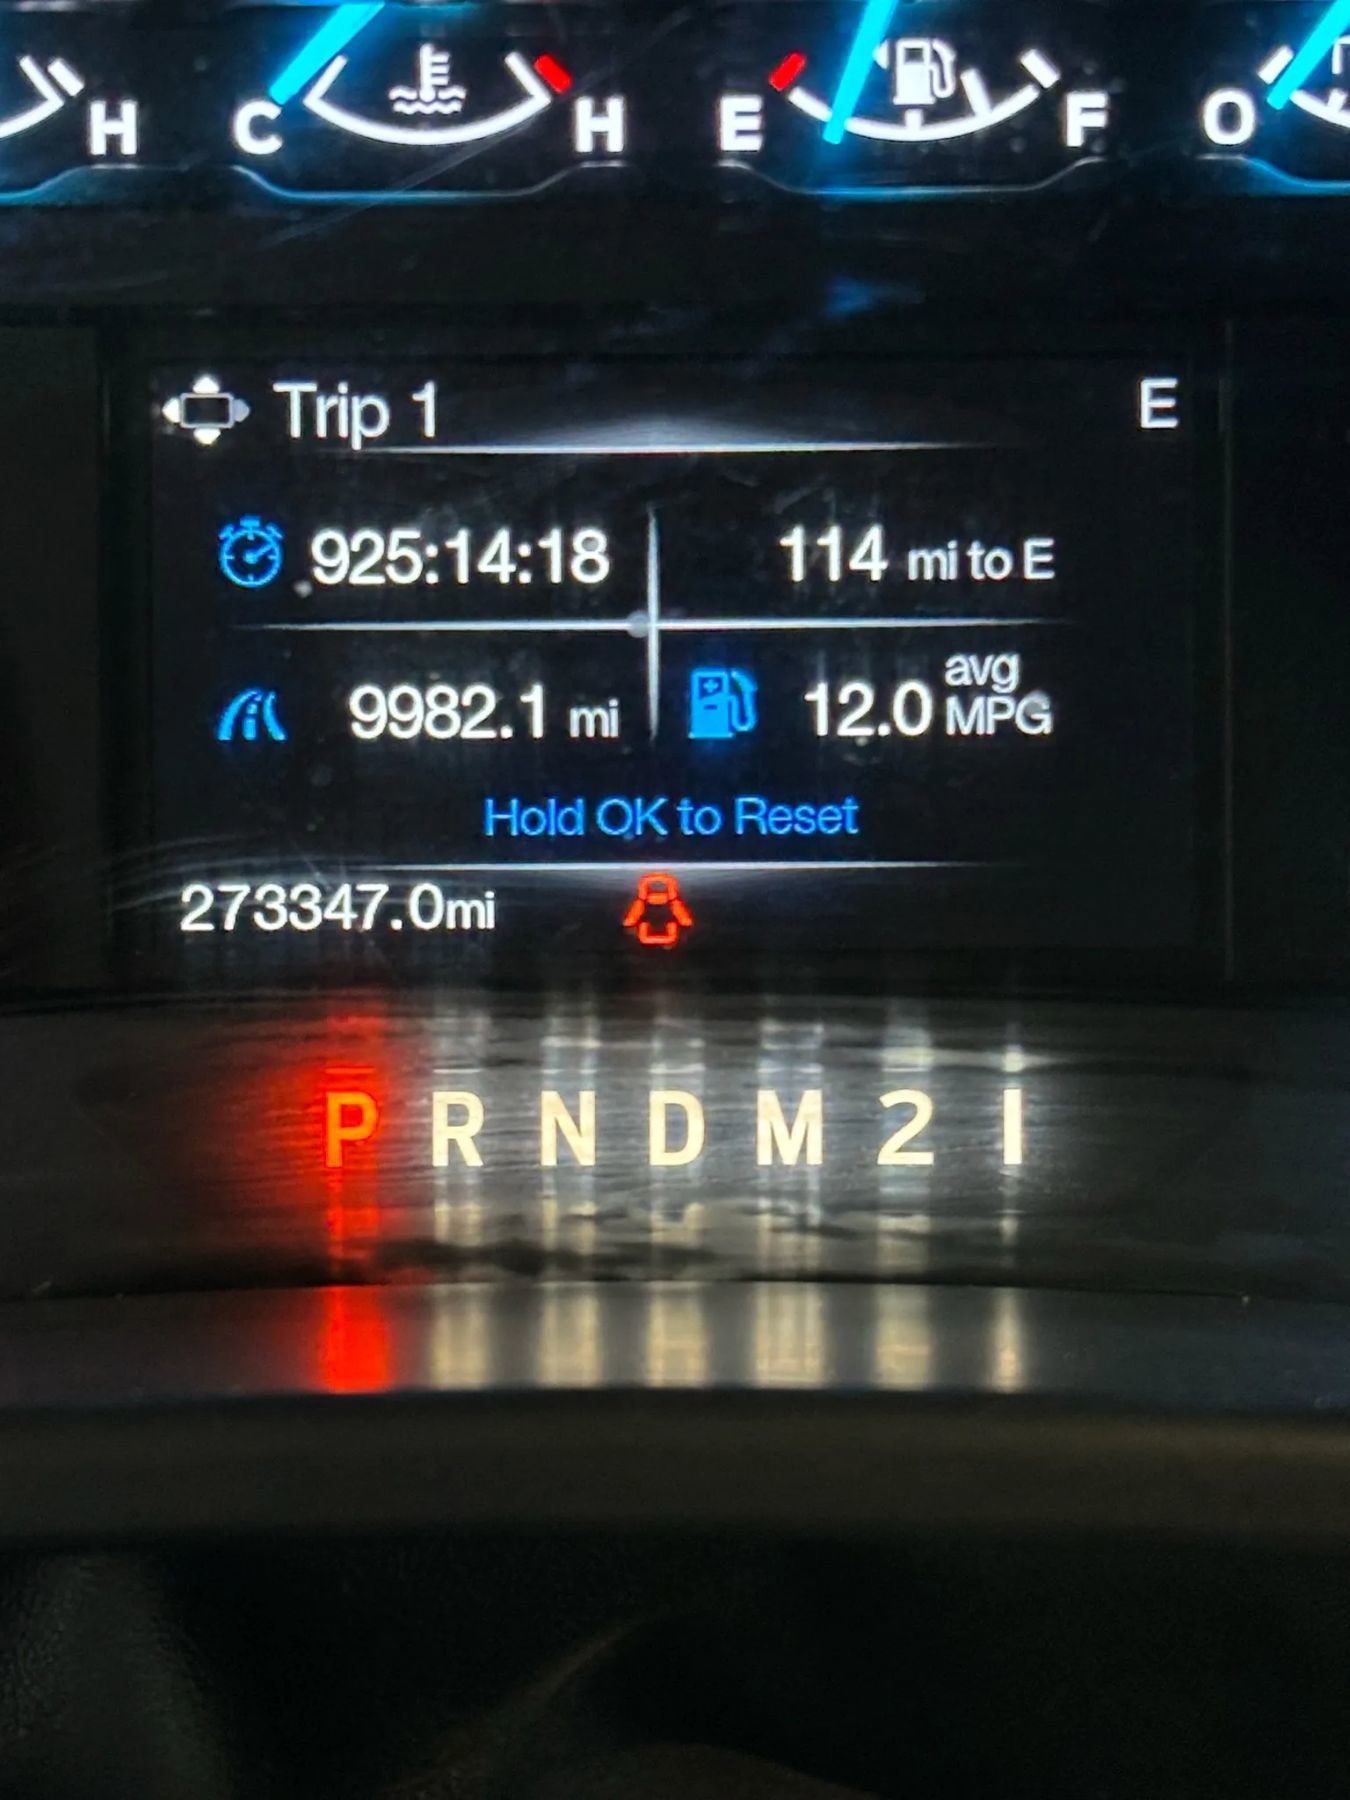 H C H E F O
Trip 1 E
925:14:18 114 mi to E
9982.1 mi 12.0 avg MPG
Hold OK to Reset
273347.0mi
P R N D M 2 1